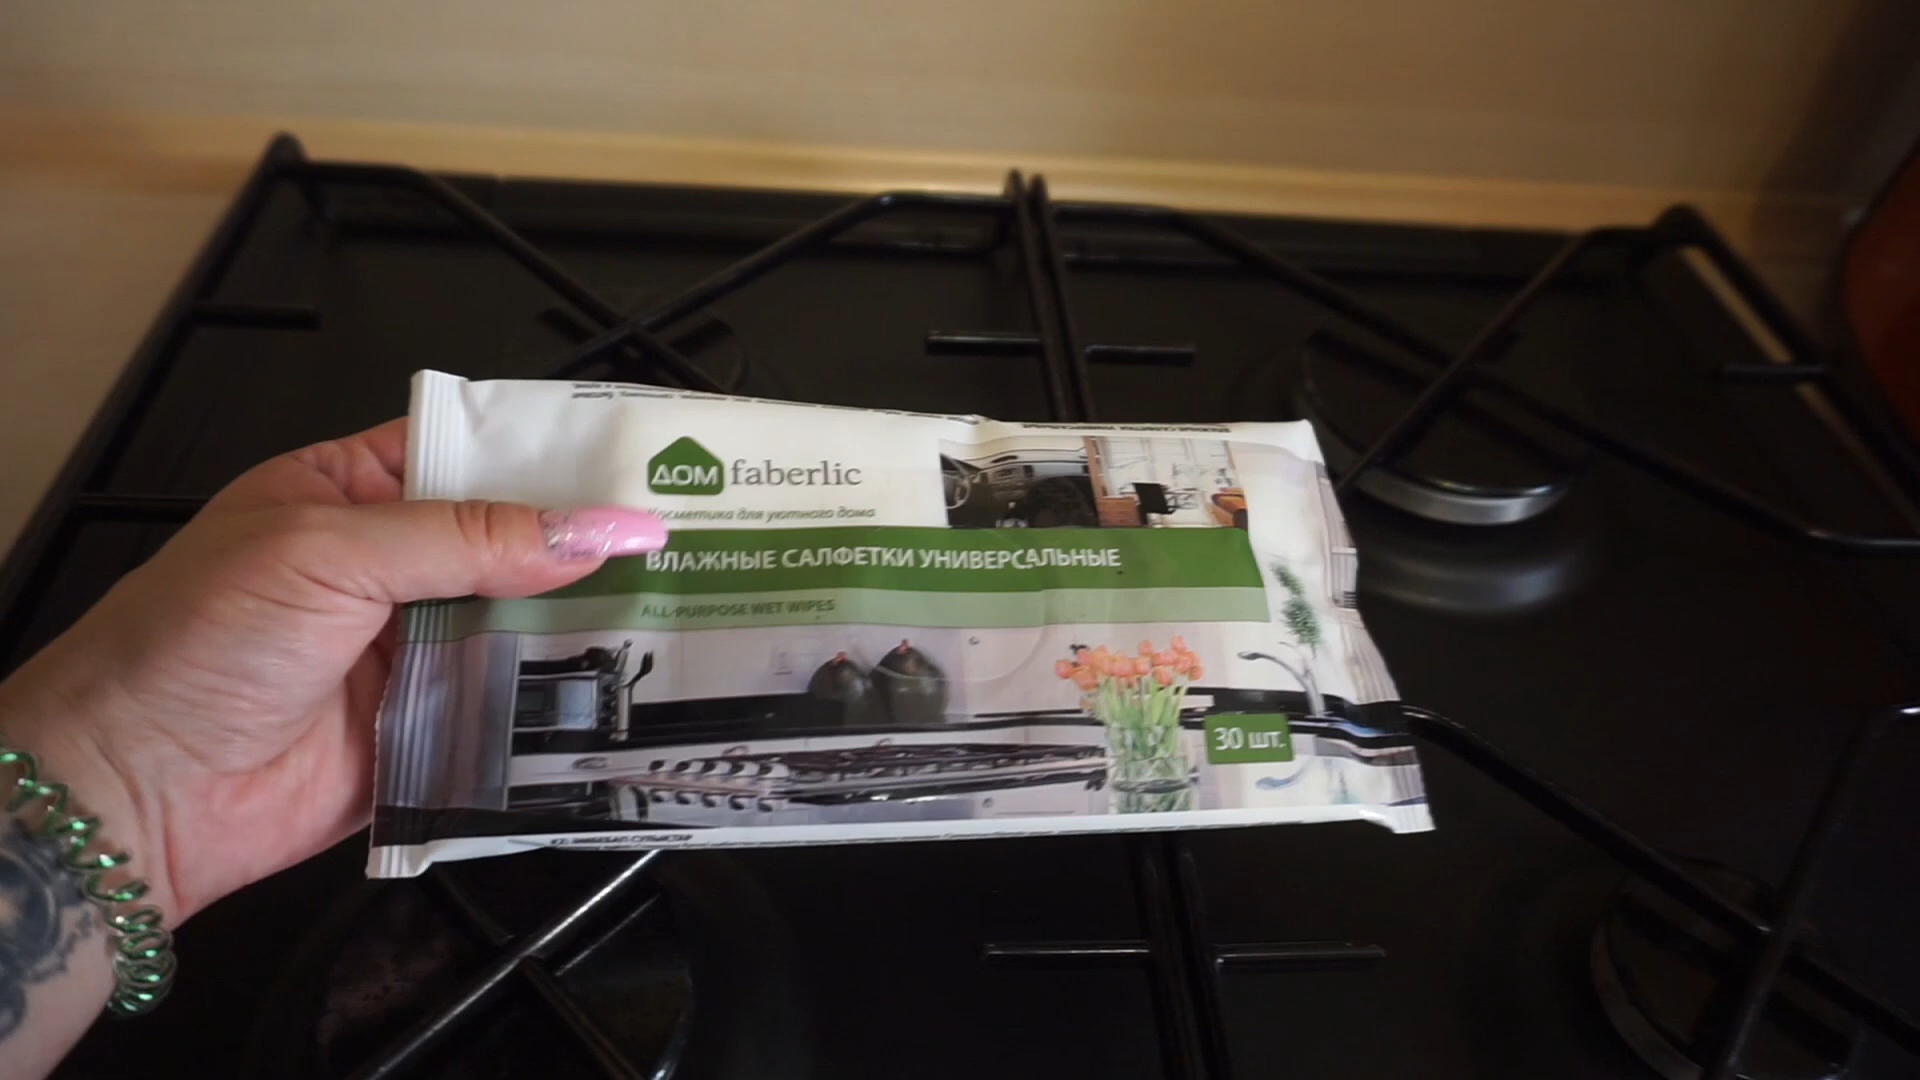 ДОМ faberlic
Косметика для уютного дома
ВЛАЖНЫЕ САЛФЕТКИ УНИВЕРСАЛЬНЫЕ
ALL-PURPOSE WET WIPES
30 шт.